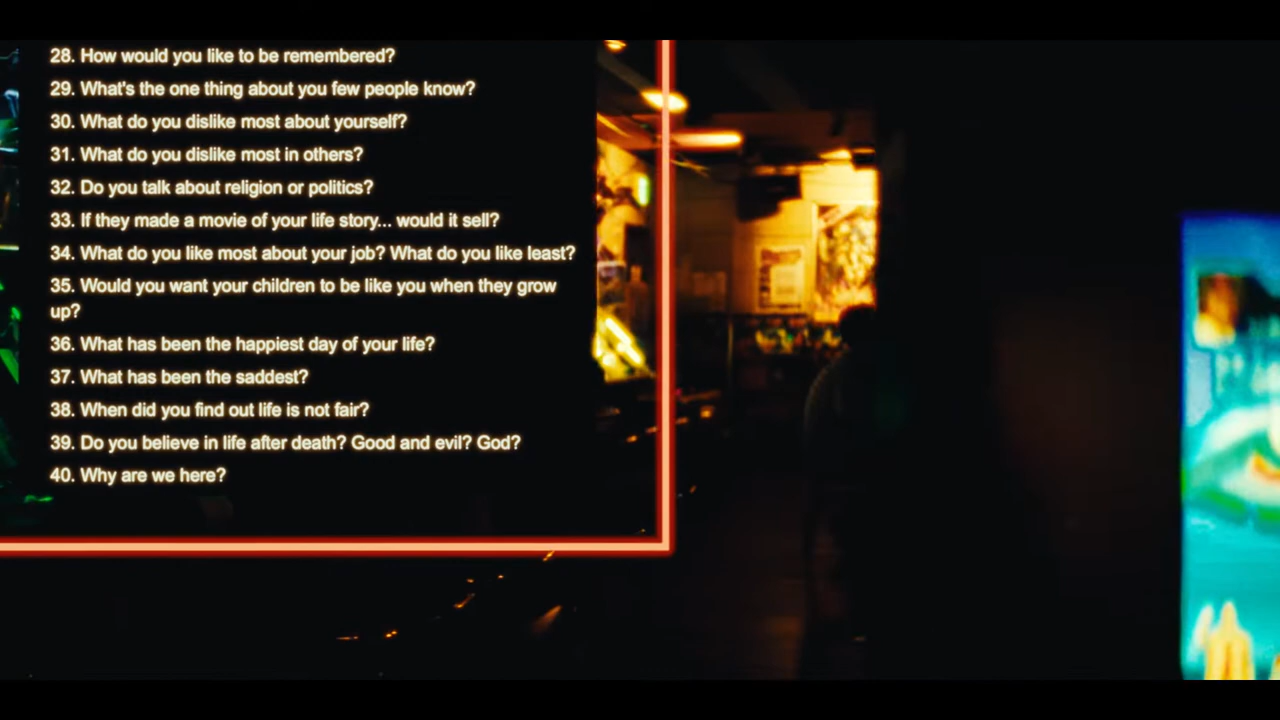 28. How would you like to be remembered?
29. What's the one thing about you few people know?
30. What do you dislike most about yourself?
31. What do you dislike most in others?
32. Do you talk about religion or politics?
33. If they made a movie of your life story... would it sell?
34. What do you like most about your job? What do you like least?
35. Would you want your children to be like you when they grow
up?
36. What has been the happiest day of your life?
37. What has been the saddest?
38. When did you find out life is not fair?
39. Do you believe in life after death? Good and evil? God?
40. Why are we here?